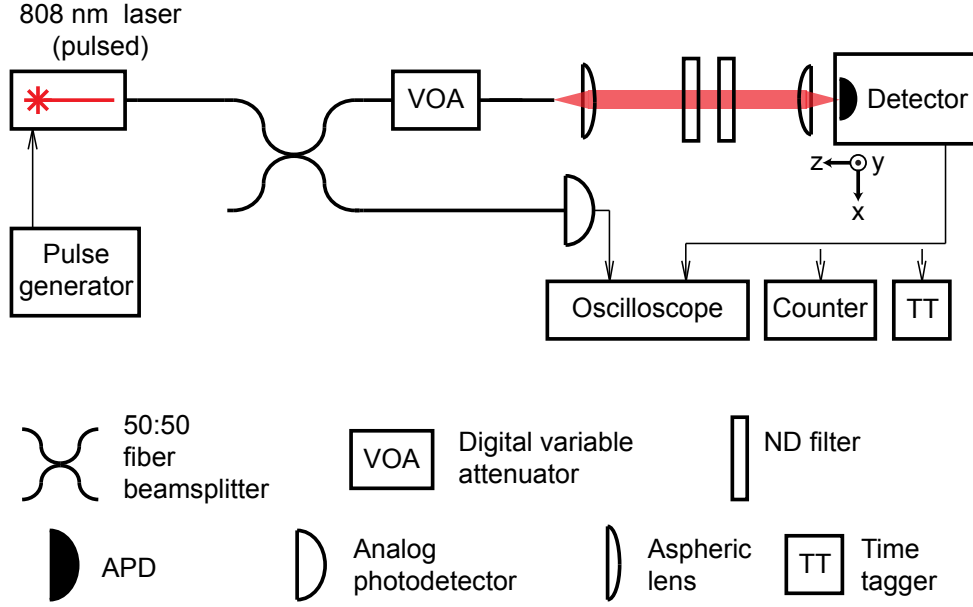 808 nm laser
(pulsed)
VOA
Detector
z
y
x
Pulse
generator
Oscilloscope
Counter
TT
50:50
fiber
beamsplitter
VOA
Digital variable
attenuator
ND filter
APD
Analog
photodetector
Aspheric
lens
TT
Time
tagger